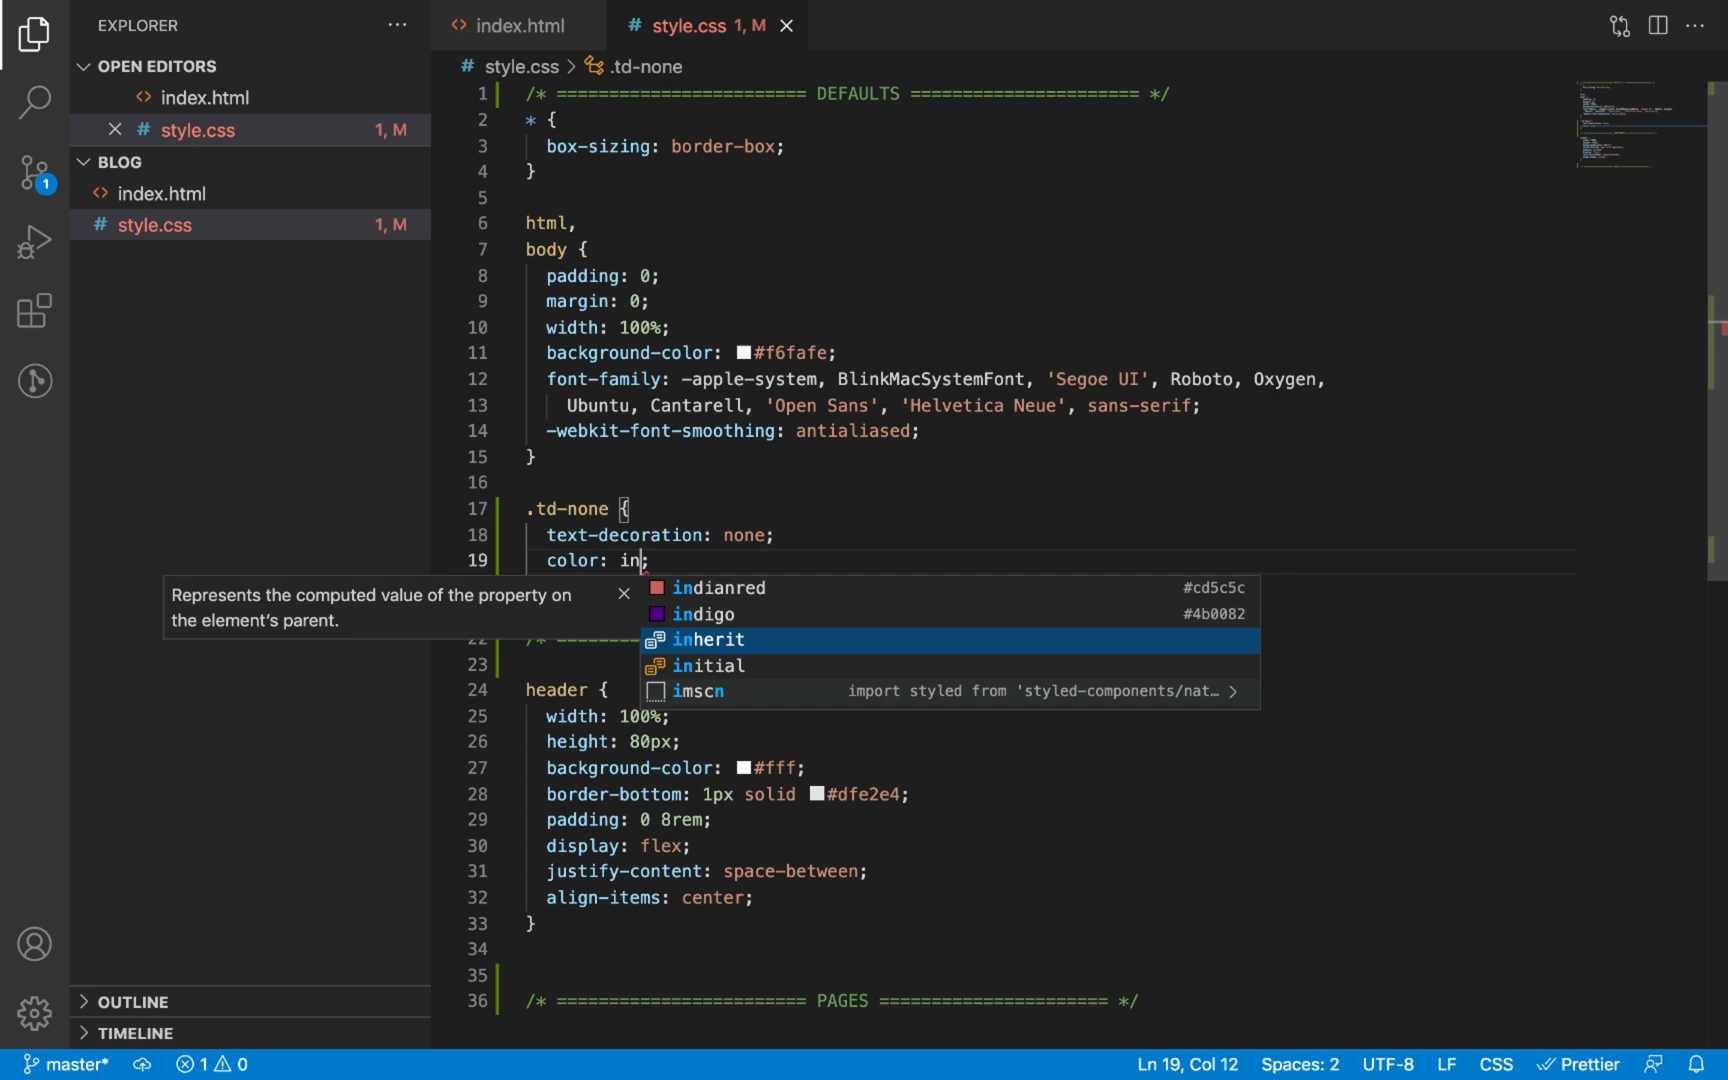 EXPLORER
OPEN EDITORS
index.html
style.css 1, M
BLOG
index.html
style.css 1, M
OUTLINE
TIMELINE
index.html
# style.css 1, M
# style.css > .td-none
1 /* ======================== DEFAULTS ====================== */
2 * {
3 box-sizing: border-box;
4 }
5
6 html,
7 body {
8 padding: 0;
9 margin: 0;
10 width: 100%;
11 background-color: #f6fafe;
12 font-family: -apple-system, BlinkMacSystemFont, 'Segoe UI', Roboto, Oxygen,
13 Ubuntu, Cantarell, 'Open Sans', 'Helvetica Neue', sans-serif;
14 -webkit-font-smoothing: antialiased;
15 }
16
17 .td-none {
18 text-decoration: none;
19 color: in;
Represents the computed value of the property on
the element's parent.
indianred #cd5c5c
indigo #4b0082
inherit
initial
imscn import styled from 'styled-components/nat... >
22 /* ========
23
24 header {
25 width: 100%;
26 height: 80px;
27 background-color: #fff;
28 border-bottom: 1px solid #dfe2e4;
29 padding: 0 8rem;
30 display: flex;
31 justify-content: space-between;
32 align-items: center;
33 }
34
35
36 /* ======================== PAGES ====================== */
1
master* 1 0
Ln 19, Col 12 Spaces: 2 UTF-8 LF CSS Prettier